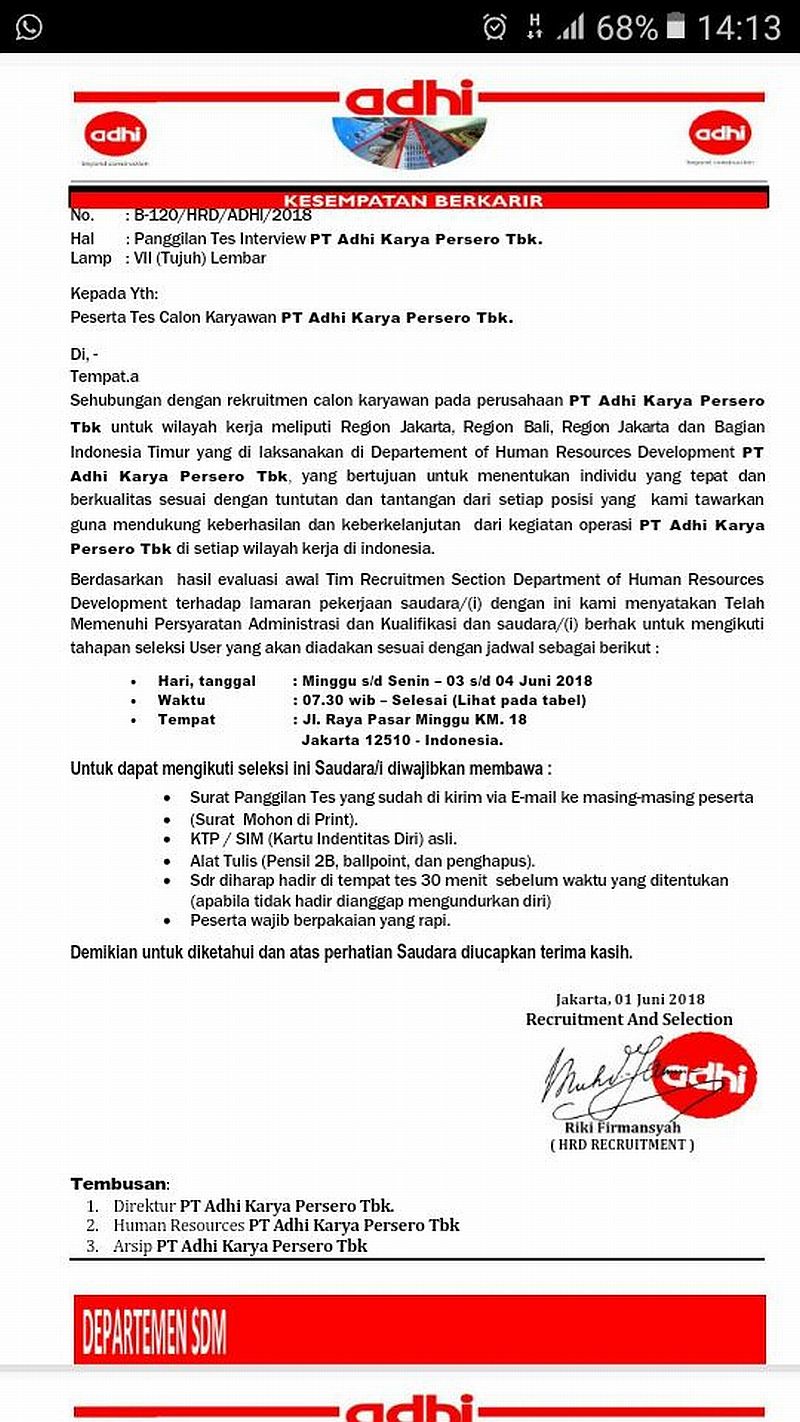 68% 14:13
adhi
adhi
beyond construction
adhi
beyond construction
KESEMPATAN BERKARIR
No. : B-120/HRD/ADHI/2018
Hal : Panggilan Tes Interview PT Adhi Karya Persero Tbk.
Lamp : VII (Tujuh) Lembar
Kepada Yth:
Peserta Tes Calon Karyawan PT Adhi Karya Persero Tbk.
Di, -
Tempat.a
Sehubungan dengan rekruitmen calon karyawan pada perusahaan PT Adhi Karya Persero
Tbk untuk wilayah kerja meliputi Region Jakarta, Region Bali, Region Jakarta dan Bagian
Indonesia Timur yang di laksanakan di Departement of Human Resources Development PT
Adhi Karya Persero Tbk, yang bertujuan untuk menentukan individu yang tepat dan
berkualitas sesuai dengan tuntutan dan tantangan dari setiap posisi yang kami tawarkan
guna mendukung keberhasilan dan keberkelanjutan dari kegiatan operasi PT Adhi Karya
Persero Tbk di setiap wilayah kerja di indonesia.
Berdasarkan hasil evaluasi awal Tim Recruitmen Section Department of Human Resources
Development terhadap lamaran pekerjaan saudara/(i) dengan ini kami menyatakan Telah
Memenuhi Persyaratan Administrasi dan Kualifikasi dan saudara/(i) berhak untuk mengikuti
tahapan seleksi User yang akan diadakan sesuai dengan jadwal sebagai berikut :
• Hari, tanggal : Minggu s/d Senin – 03 s/d 04 Juni 2018
• Waktu : 07.30 wib – Selesai (Lihat pada tabel)
• Tempat : Jl. Raya Pasar Minggu KM. 18
Jakarta 12510 - Indonesia.
Untuk dapat mengikuti seleksi ini Saudara/i diwajibkan membawa :
• Surat Panggilan Tes yang sudah di kirim via E-mail ke masing-masing peserta
• (Surat Mohon di Print).
• KTP / SIM (Kartu Indentitas Diri) asli.
• Alat Tulis (Pensil 2B, ballpoint, dan penghapus).
• Sdr diharap hadir di tempat tes 30 menit sebelum waktu yang ditentukan
(apabila tidak hadir dianggap mengundurkan diri)
• Peserta wajib berpakaian yang rapi.
Demikian untuk diketahui dan atas perhatian Saudara diucapkan terima kasih.
Jakarta, 01 Juni 2018
Recruitment And Selection
adhi
Riki Firmansyah
( HRD RECRUITMENT )
Tembusan:
1. Direktur PT Adhi Karya Persero Tbk.
2. Human Resources PT Adhi Karya Persero Tbk
3. Arsip PT Adhi Karya Persero Tbk
DEPARTEMEN SDM
adhi